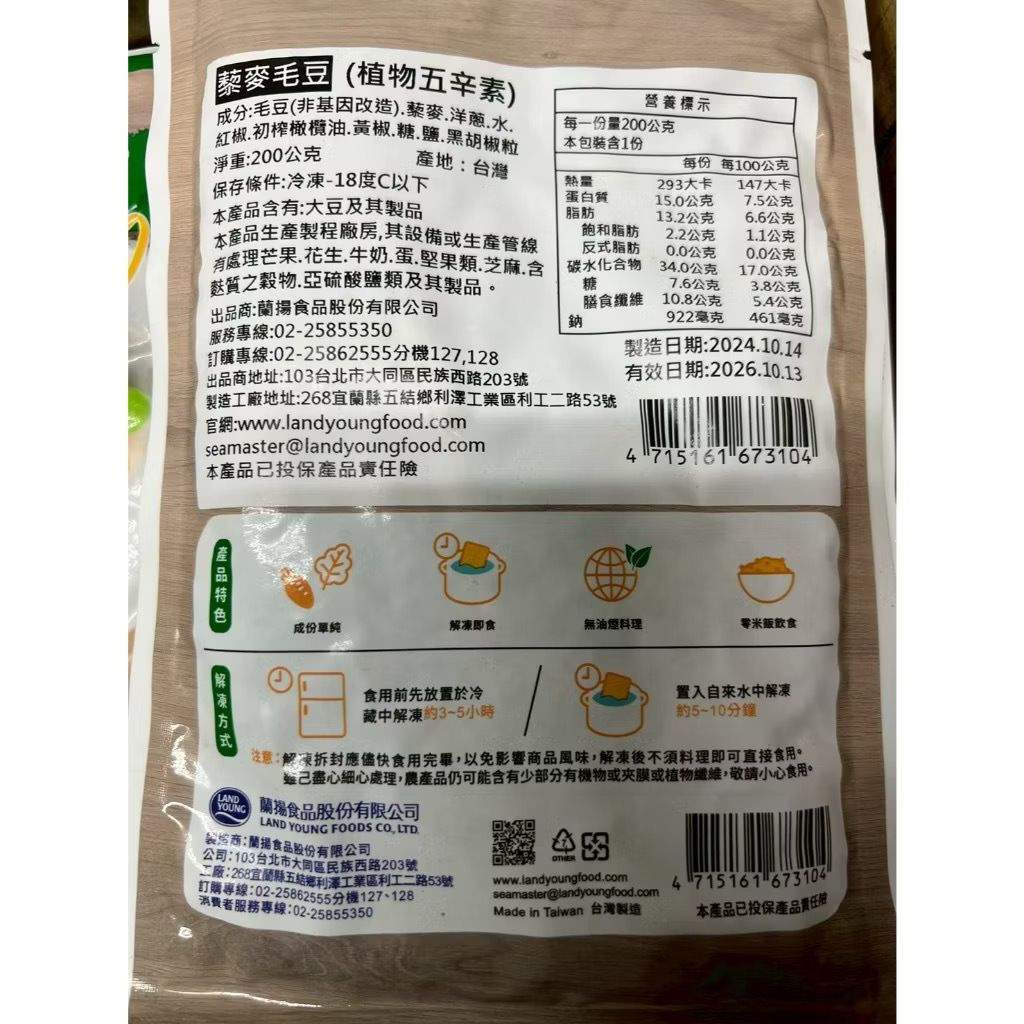 藜麥毛豆 (植物五辛素)
成分:毛豆(非基因改造).藜麥.洋蔥.水.
紅椒.初榨橄欖油.黃椒.糖.鹽.黑胡椒粒
淨重:200公克 產地:台灣
保存條件:冷凍-18度C以下
本產品含有:大豆及其製品
本產品生產製程廠房,其設備或生產管線
有處理芒果.花生.牛奶.蛋.堅果類.芝麻.含
麩質之穀物.亞硫酸鹽類及其製品。
出品商:蘭揚食品股份有限公司
服務專線:02-25855350
訂購專線:02-25862555分機127,128
出品商地址:103台北市大同區民族西路203號
製造工廠地址:268宜蘭縣五結鄉利澤工業區利工二路53號
官網:www.landyoungfood.com
seamaster@landyoungfood.com
本產品已投保產品責任險
營養標示
每一份量200公克
本包裝含1份
每份 每100公克
熱量 293大卡 147大卡
蛋白質 15.0公克 7.5公克
脂肪 13.2公克 6.6公克
飽和脂肪 2.2公克 1.1公克
反式脂肪 0.0公克 0.0公克
碳水化合物 34.0公克 17.0公克
糖 7.6公克 3.8公克
膳食纖維 10.8公克 5.4公克
鈉 922毫克 461毫克
製造日期:2024.10.14
有效日期:2026.10.13
4 715161 673104
產品特色
成份單純
解凍即食
無油煙料理
零米飯飲食
解凍方式
食用前先放置於冷
藏中解凍約3~5小時
置入自來水中解凍
約5~10分鐘
注意:解凍拆封應儘快食用完畢,以免影響商品風味,解凍後不須料理即可直接食用。
雖已盡心細心處理,農產品仍可能含有少部分有機物或夾膜或植物纖維,敬請小心食用。
LAND YOUNG
蘭揚食品股份有限公司
LAND YOUNG FOODS CO., LTD.
製造商:蘭揚食品股份有限公司
公司:103台北市大同區民族西路203號
工廠:268宜蘭縣五結鄉利澤工業區利工二路53號
訂購專線:02-25862555分機127、128
消費者服務專線:02-25855350
OTHER
www.landyoungfood.com
seamaster@landyoungfood.com
Made in Taiwan 台灣製造
4 715161 673104
本產品已投保產品責任險